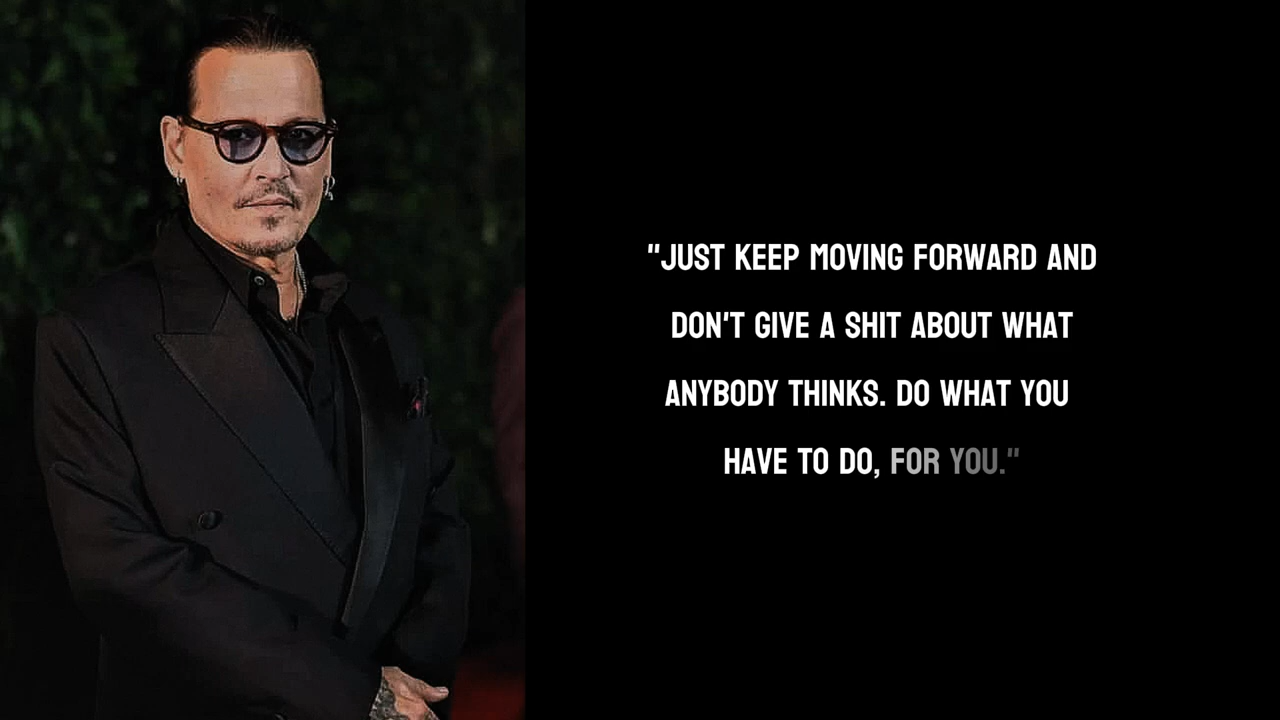 "JUST KEEP MOVING FORWARD AND
DON'T GIVE A SHIT ABOUT WHAT
ANYBODY THINKS. DO WHAT YOU
HAVE TO DO, FOR YOU."